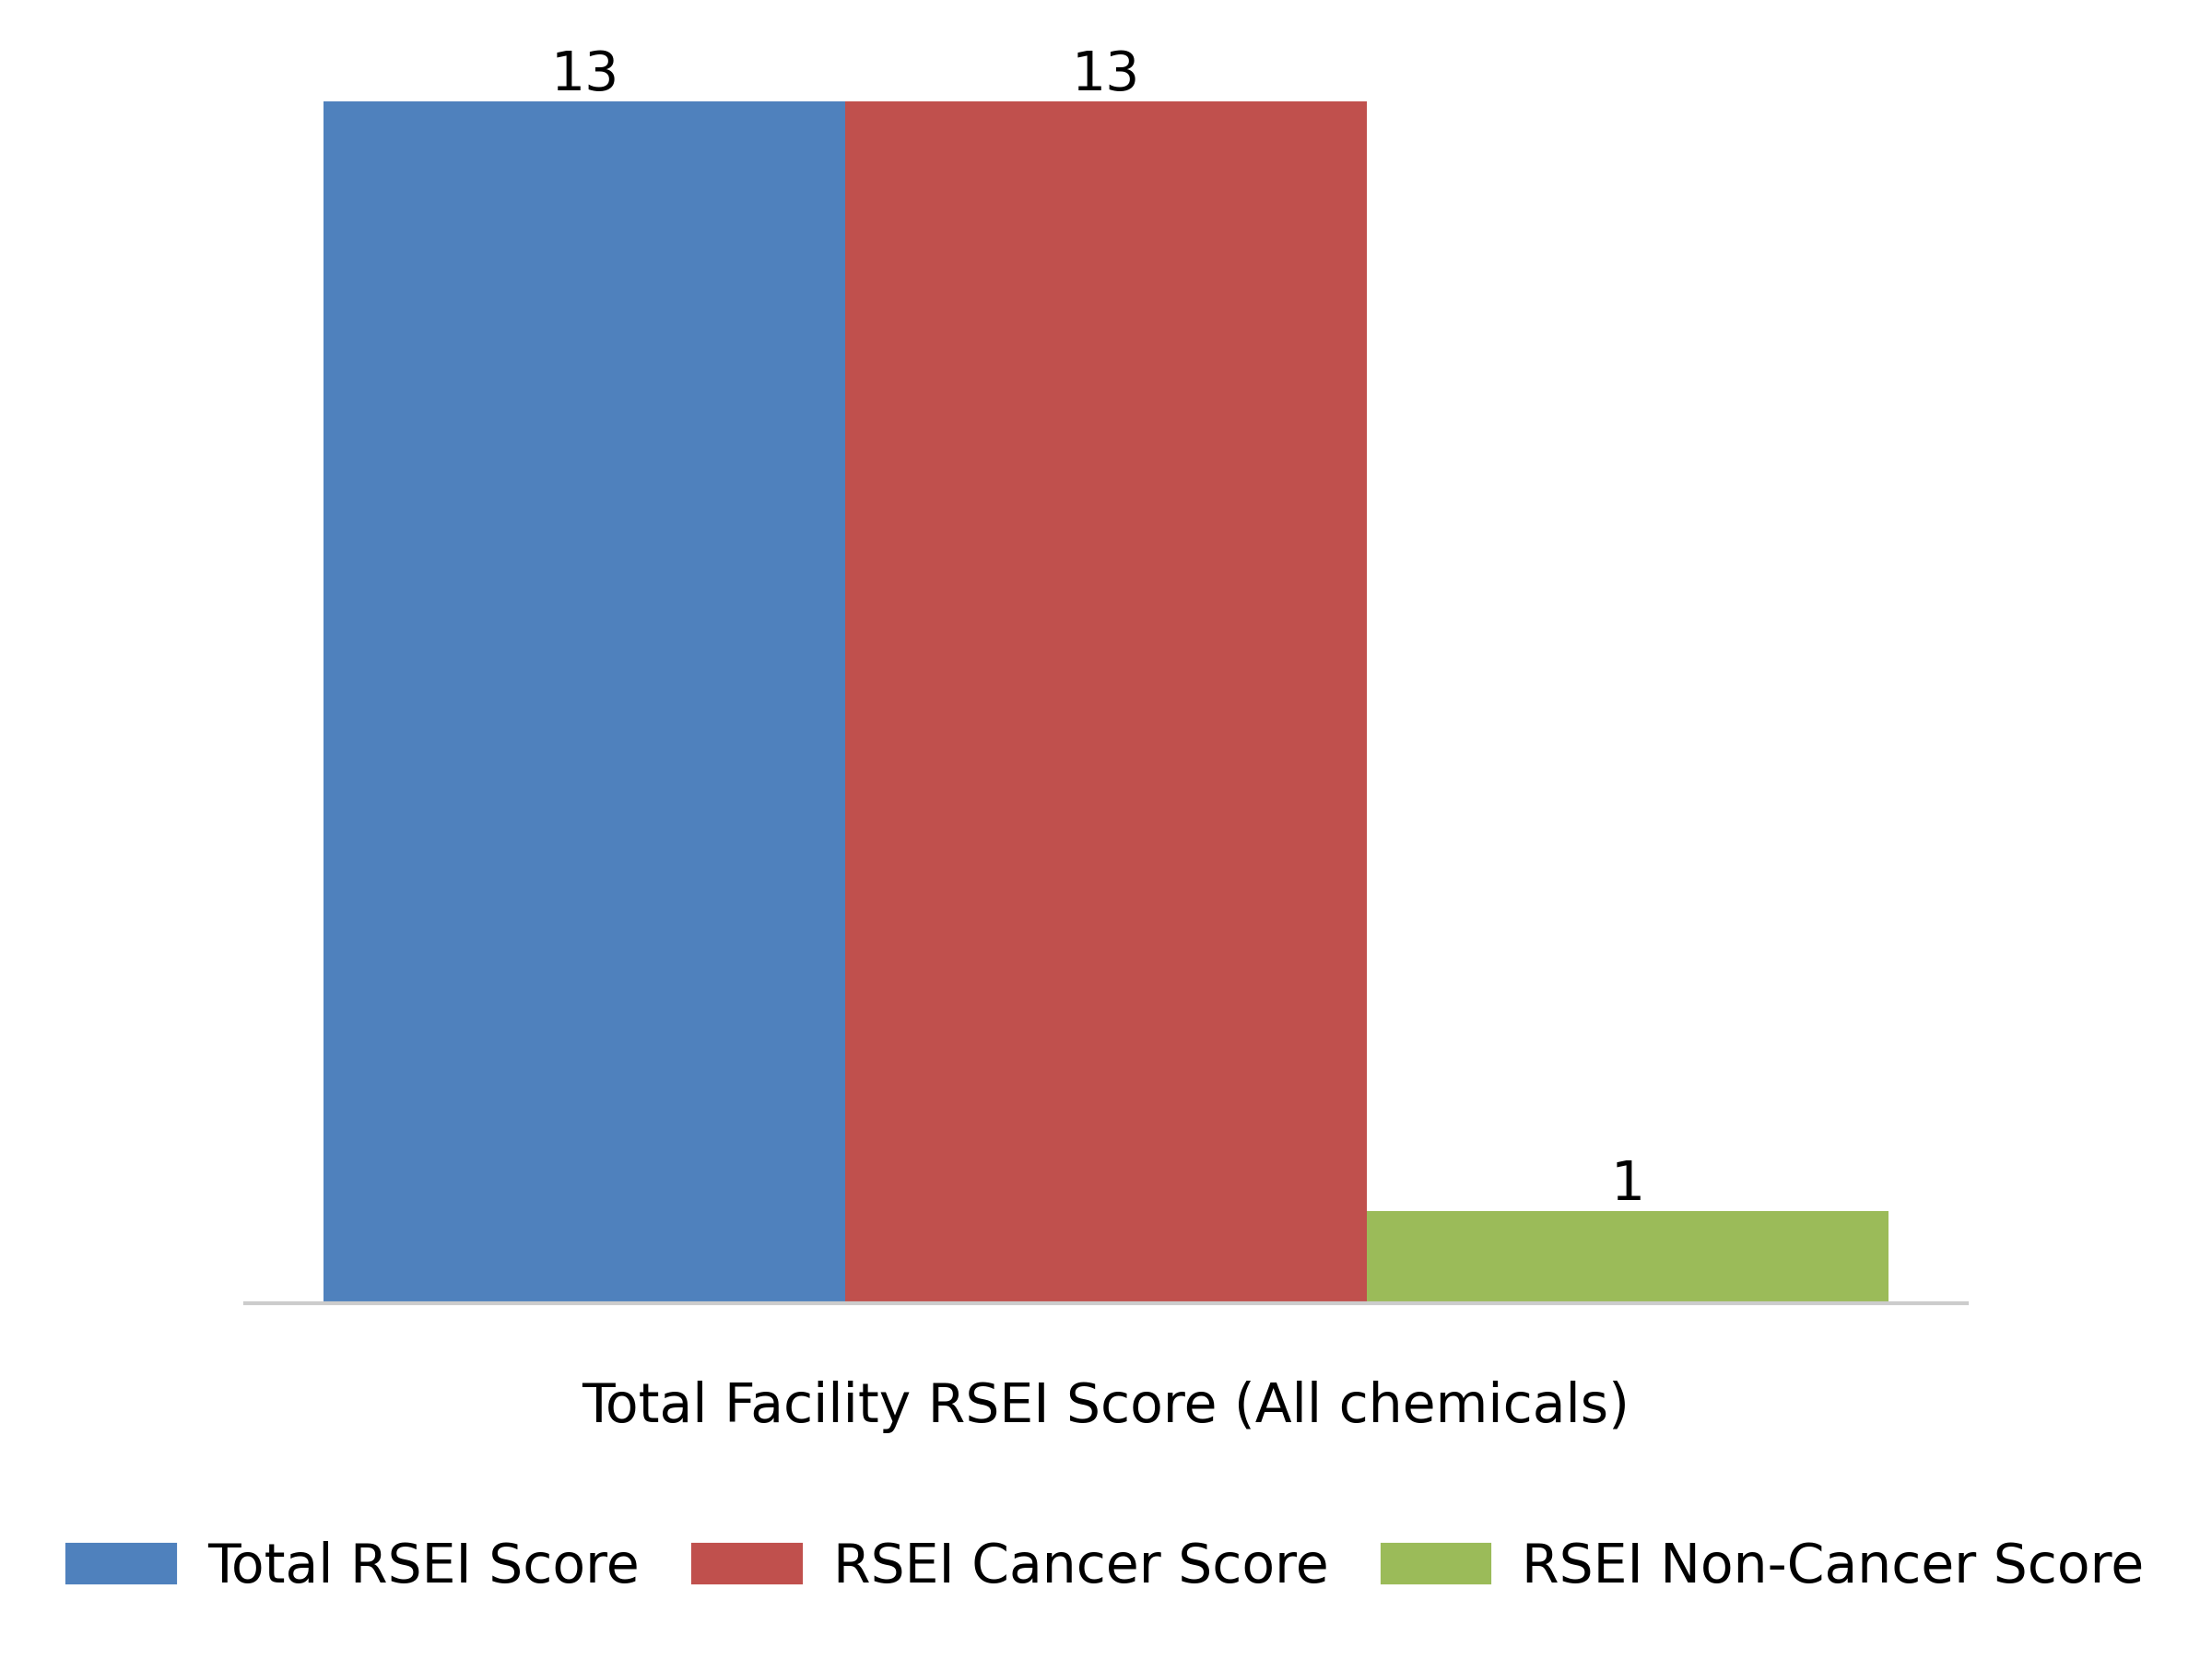 13 13
1
Total Facility RSEI Score (All chemicals)
Total RSEI Score RSEI Cancer Score RSEI Non-Cancer Score